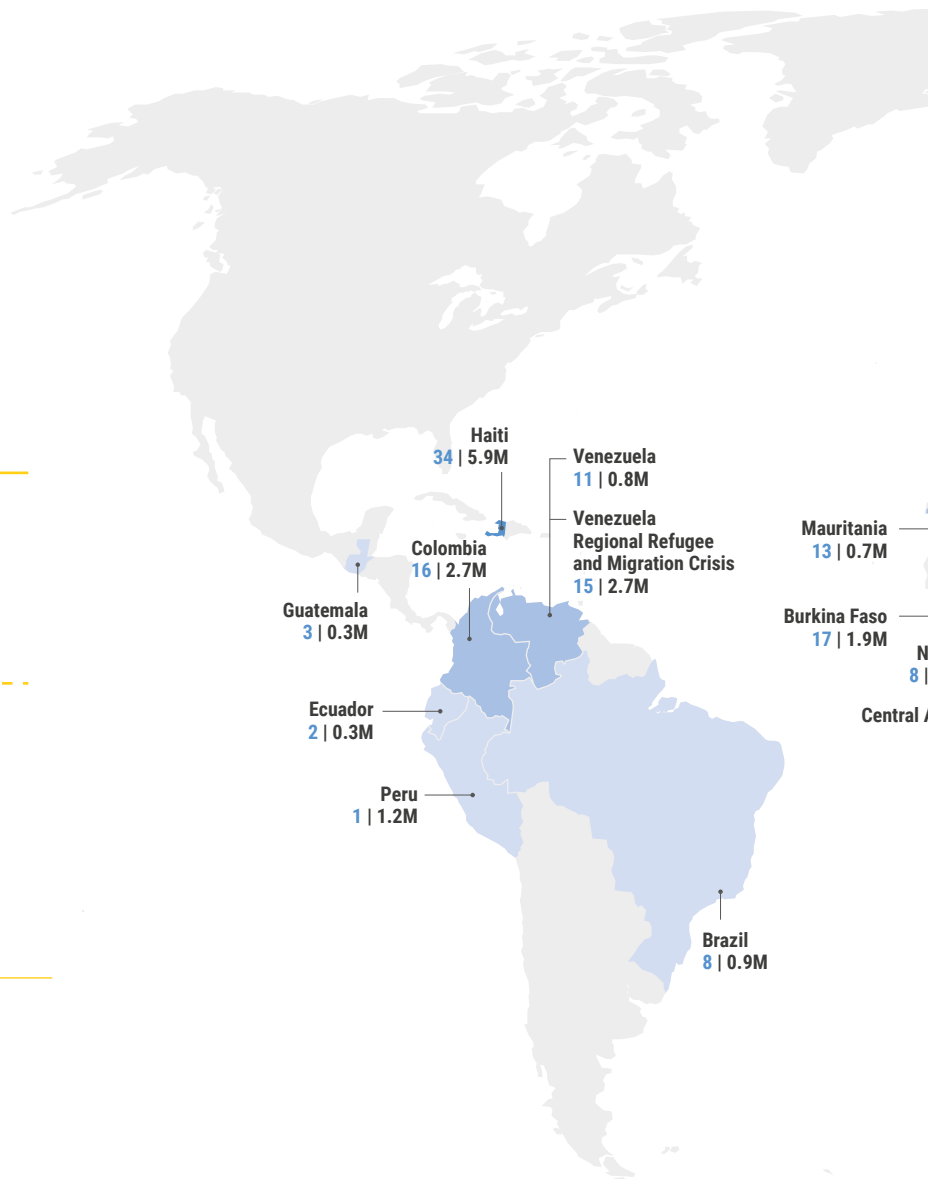 Haiti
34 | 5.9M
Venezuela
11 | 0.8M
Venezuela
Regional Refugee
and Migration Crisis
15 | 2.7M
Colombia
16 | 2.7M
Mauritania
13 | 0.7M
Guatemala
3 | 0.3M
Burkina Faso
17 | 1.9M
N
8 |
Central A
Ecuador
2 | 0.3M
Peru
1 | 1.2M
Brazil
8 | 0.9M